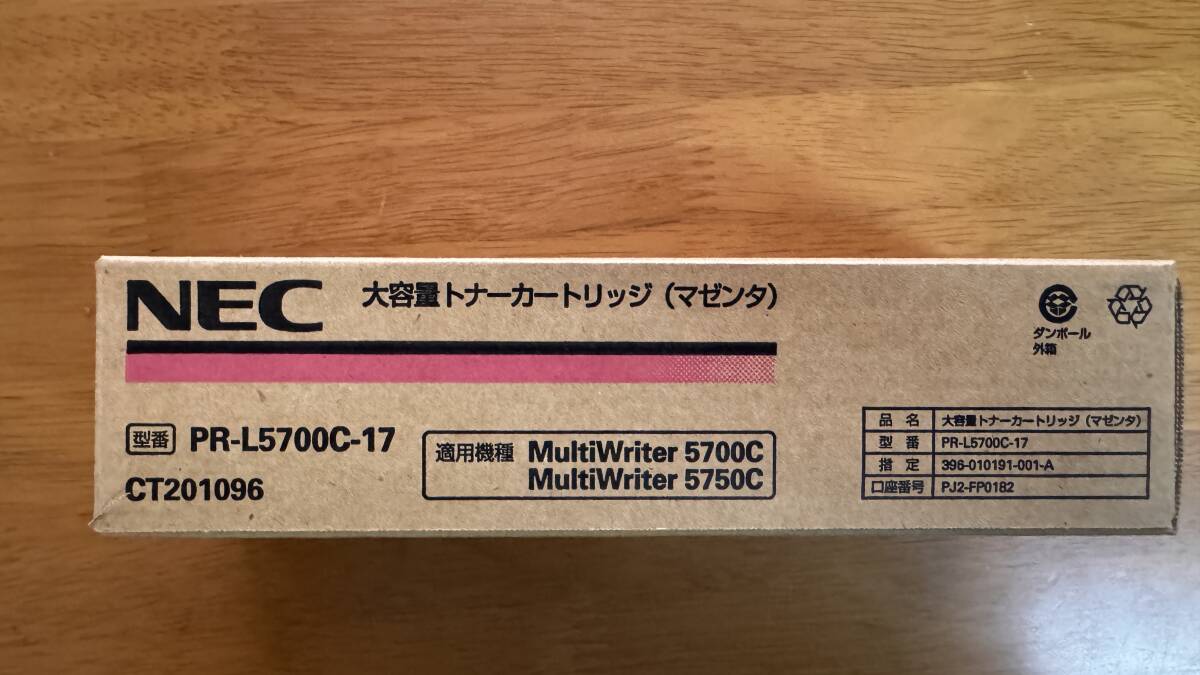 NEC 大容量トナーカートリッジ（マゼンタ）
型番 PR-L5700C-17
CT201096
適用機種 MultiWriter 5700C
MultiWriter 5750C
ダンボール
外箱
品 名 大容量トナーカートリッジ（マゼンタ）
型 番 PR-L5700C-17
指 定 396-010191-001-A
口座番号 PJ2-FP0182